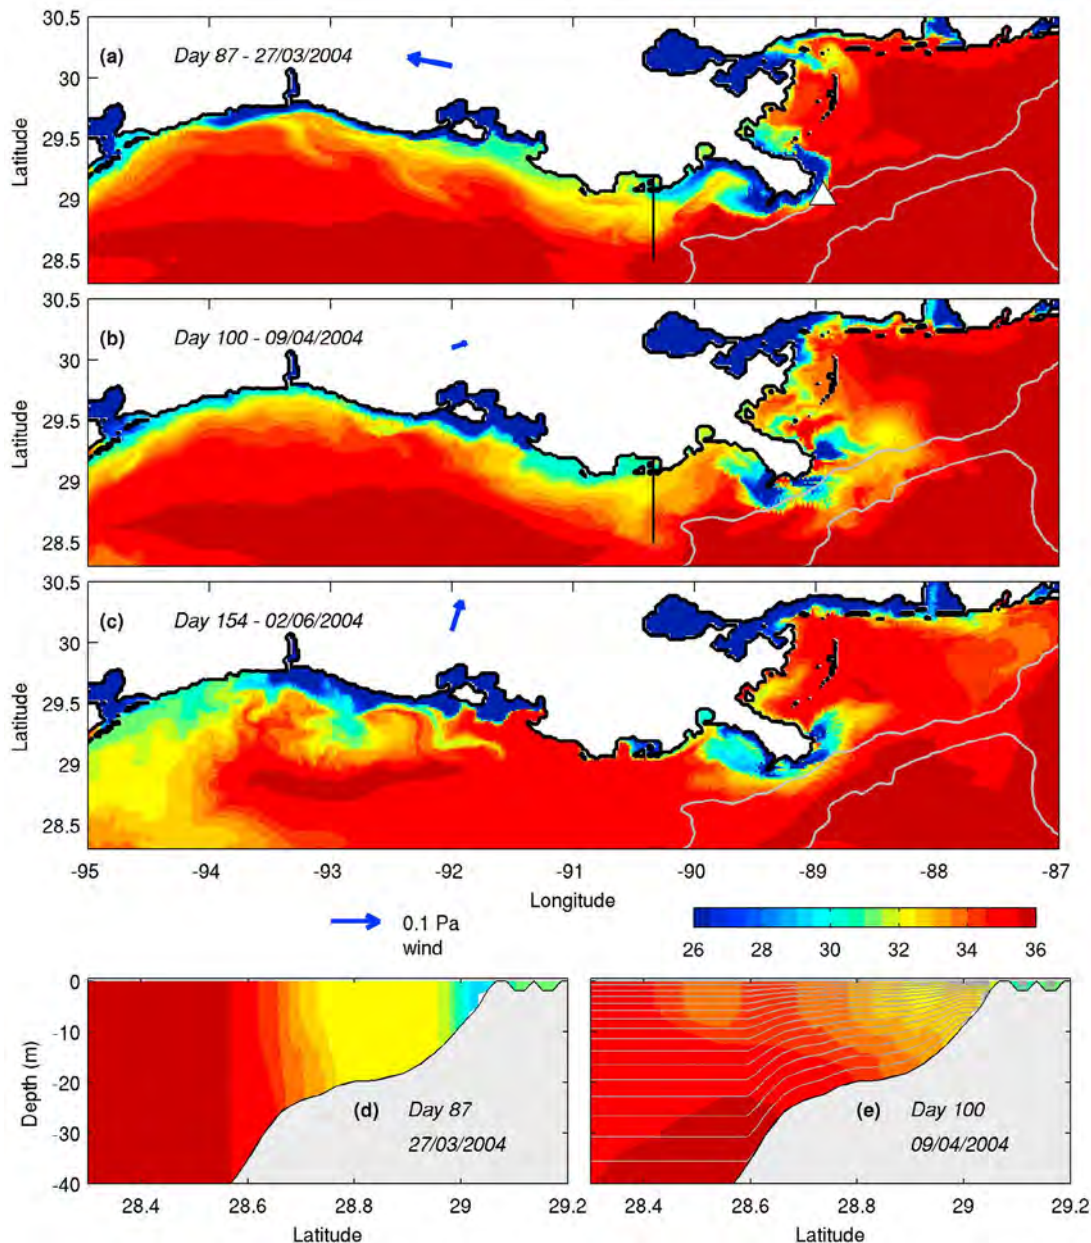 30.5
(a) Day 87 - 27/03/2004
30
29.5
29
28.5
Latitude
30.5
(b) Day 100 - 09/04/2004
30
29.5
29
28.5
Latitude
30.5
(c) Day 154 - 02/06/2004
30
29.5
29
28.5
Latitude
-95 -94 -93 -92 -91 -90 -89 -88 -87
Longitude
0.1 Pa
wind
26 28 30 32 34 36
0
-10
-20
-30
-40
Depth (m)
(d) Day 87
27/03/2004
28.4 28.6 28.8 29 29.2
Latitude
(e) Day 100
09/04/2004
28.4 28.6 28.8 29 29.2
Latitude